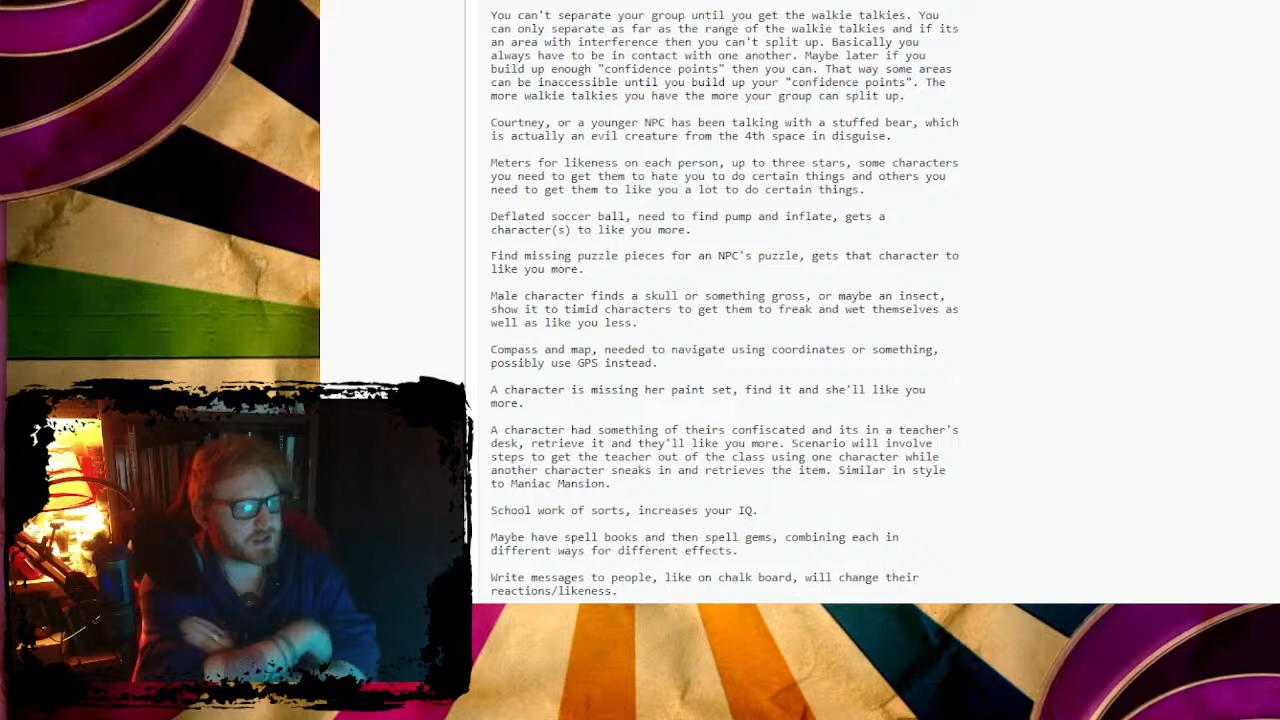 You can't separate your group until you get the walkie talkies. You
can only separate as far as the range of the walkie talkies and if its
an area with interference then you can't split up. Basically you
always have to be in contact with one another. Maybe later if you
build up enough "confidence points" then you can. That way some areas
can be inaccessible until you build up your "confidence points". The
more walkie talkies you have the more your group can split up.
Courtney, or a younger NPC has been talking with a stuffed bear, which
is actually an evil creature from the 4th space in disguise.
Meters for likeness on each person, up to three stars, some characters
you need to get them to hate you to do certain things and others you
need to get them to like you a lot to do certain things.
Deflated soccer ball, need to find pump and inflate, gets a
character(s) to like you more.
Find missing puzzle pieces for an NPC's puzzle, gets that character to
like you more.
Male character finds a skull or something gross, or maybe an insect,
show it to timid characters to get them to freak and wet themselves as
well as like you less.
Compass and map, needed to navigate using coordinates or something,
possibly use GPS instead.
A character is missing her paint set, find it and she'll like you
more.
A character had something of theirs confiscated and its in a teacher's
desk, retrieve it and they'll like you more. Scenario will involve
steps to get the teacher out of the class using one character while
another character sneaks in and retrieves the item. Similar in style
to Maniac Mansion.
School work of sorts, increases your IQ.
Maybe have spell books and then spell gems, combining each in
different ways for different effects.
Write messages to people, like on chalk board, will change their
reactions/likeness.